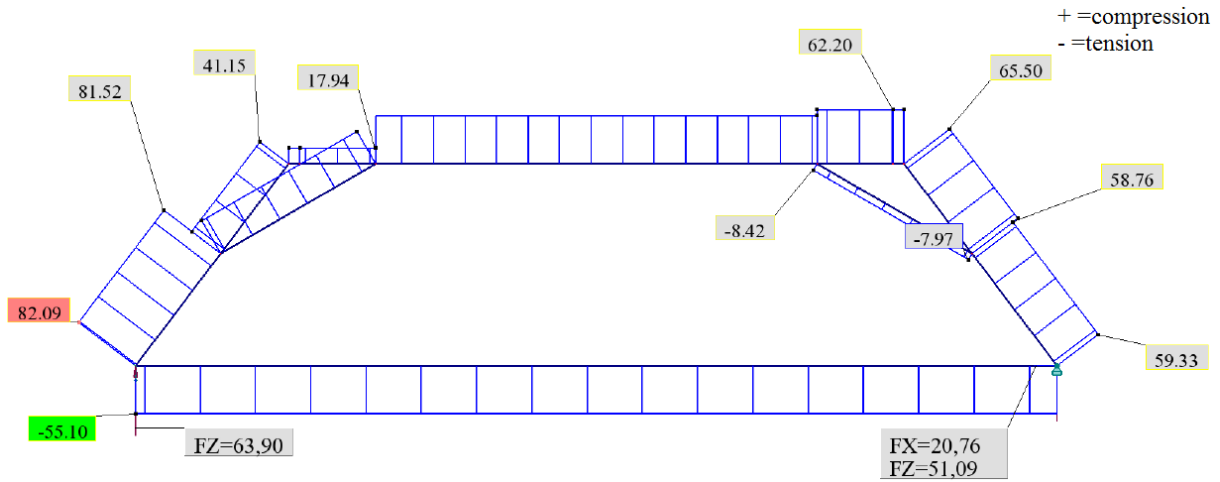 + =compression
- =tension
62.20
41.15
17.94
65.50
81.52
58.76
-8.42
-7.97
82.09
59.33
-55.10
FZ=63,90
FX=20,76
FZ=51,09